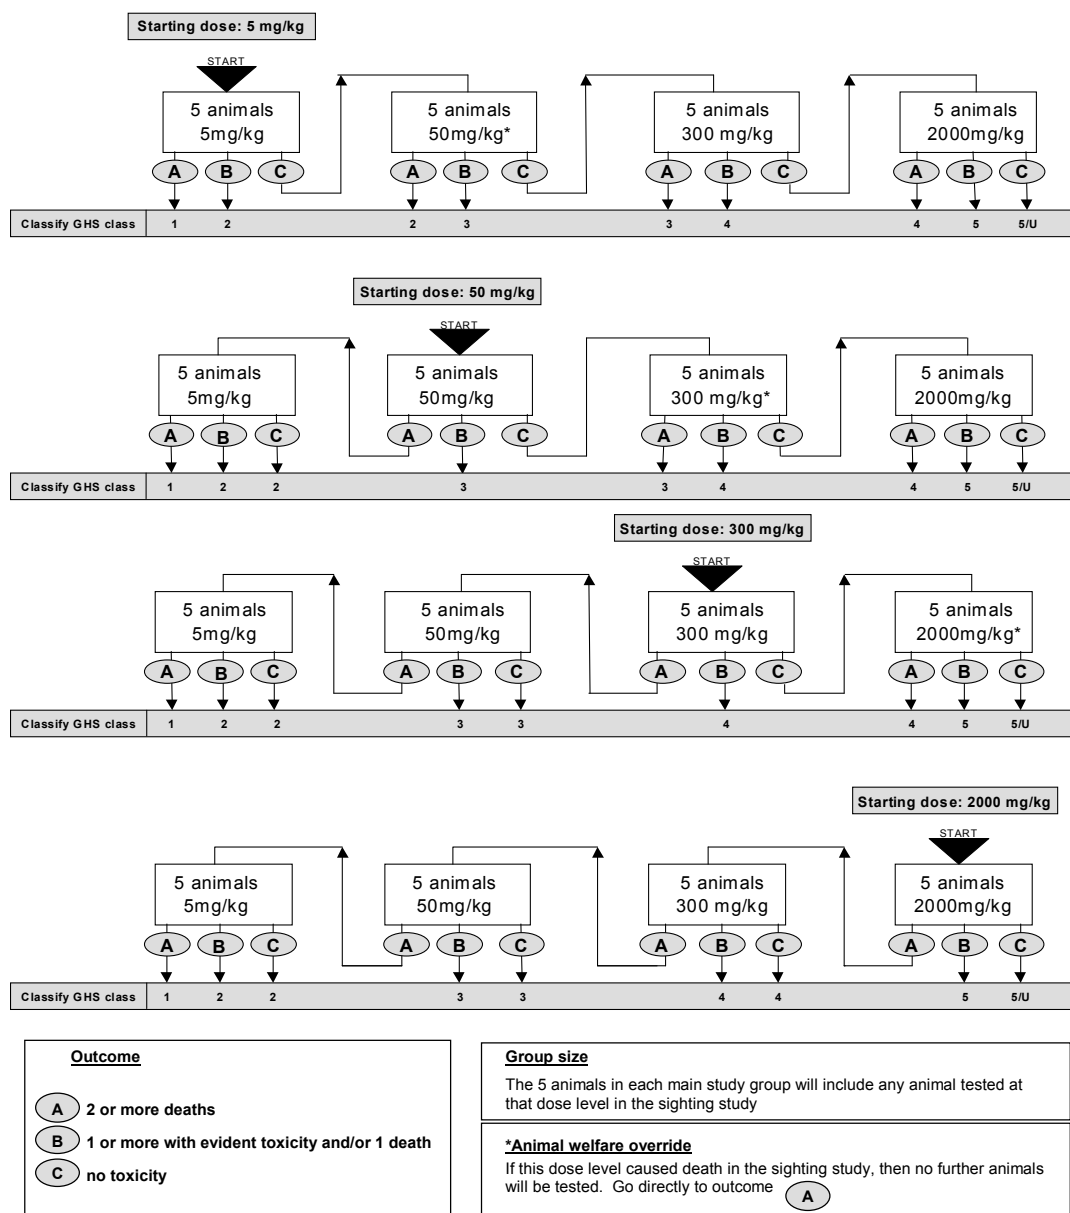 Starting dose: 5 mg/kg
START
5 animals
5mg/kg
5 animals
50mg/kg*
5 animals
300 mg/kg
5 animals
2000mg/kg
A B C A B C A B C A B C
Classify GHS class 1 2 2 3 3 4 4 5 5/U
Starting dose: 50 mg/kg
START
5 animals
5mg/kg
5 animals
50mg/kg
5 animals
300 mg/kg*
5 animals
2000mg/kg
A B C A B C A B C A B C
Classify GHS class 1 2 2 3 3 4 4 5 5/U
Starting dose: 300 mg/kg
START
5 animals
5mg/kg
5 animals
50mg/kg
5 animals
300 mg/kg
5 animals
2000mg/kg*
A B C A B C A B C A B C
Classify GHS class 1 2 2 3 3 4 4 5 5/U
Starting dose: 2000 mg/kg
START
5 animals
5mg/kg
5 animals
50mg/kg
5 animals
300 mg/kg
5 animals
2000mg/kg
A B C A B C A B C A B C
Classify GHS class 1 2 2 3 3 4 4 5 5/U
Outcome
A 2 or more deaths
B 1 or more with evident toxicity and/or 1 death
C no toxicity
Group size
The 5 animals in each main study group will include any animal tested at
that dose level in the sighting study
*Animal welfare override
If this dose level caused death in the sighting study, then no further animals
will be tested. Go directly to outcome A